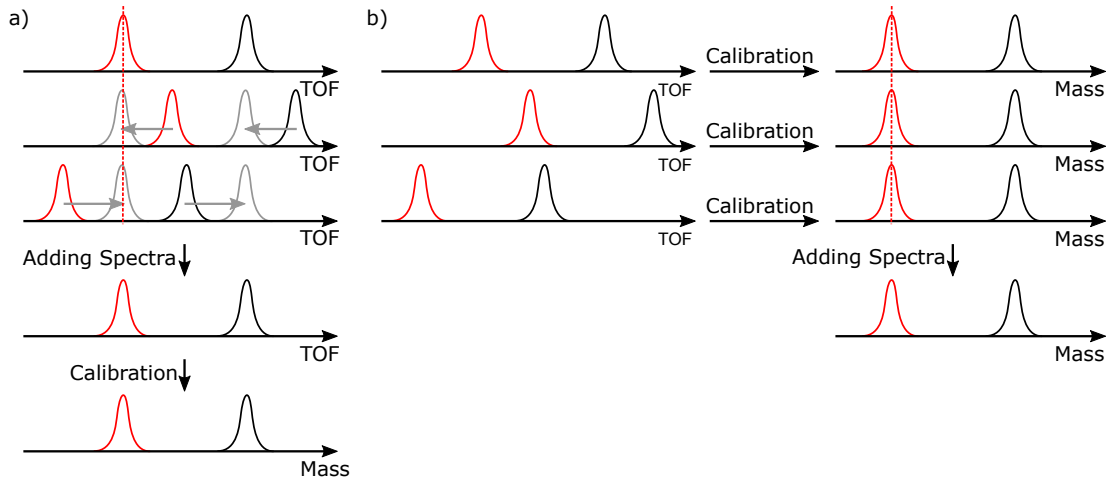 a)
TOF
TOF
TOF
Adding Spectra
TOF
Calibration
Mass
b)
TOF
Calibration
Mass
TOF
Calibration
Mass
TOF
Calibration
Mass
Adding Spectra
Mass